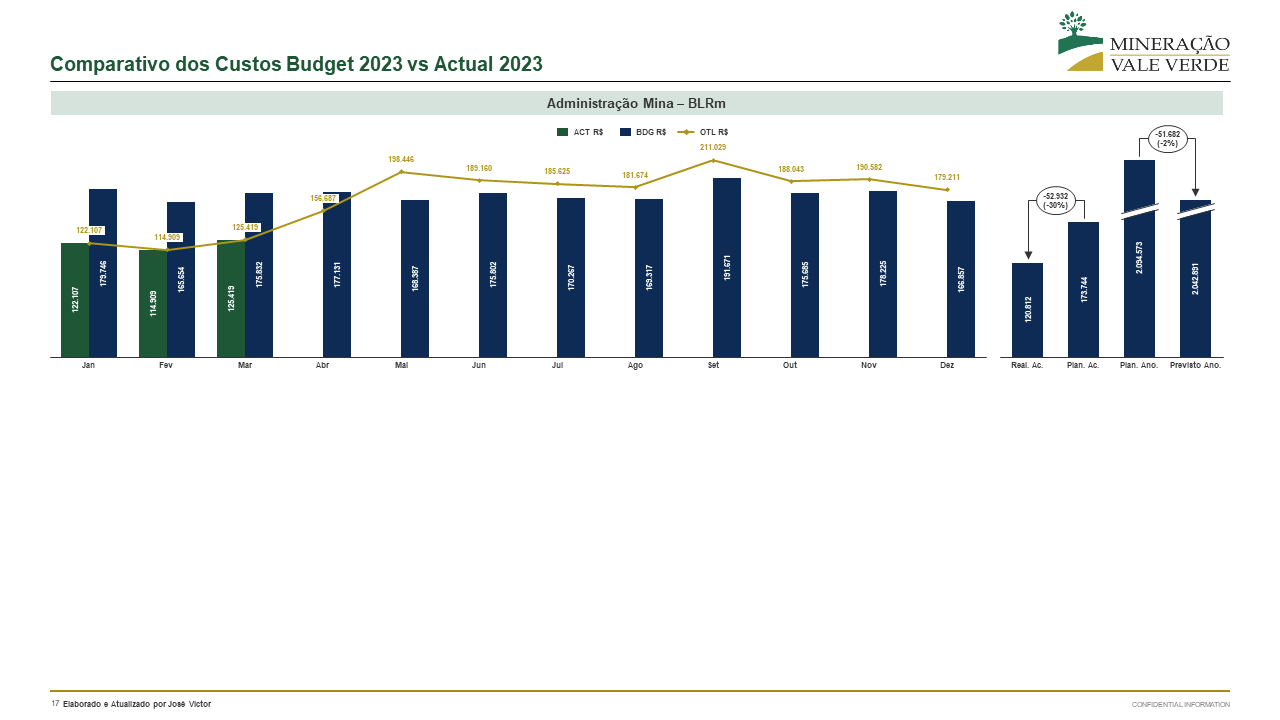 MINERAÇÃO
VALE VERDE
Comparativo dos Custos Budget 2023 vs Actual 2023
Administração Mina – BLRm
ACT R$ BDG R$ OTL R$
122.107 114.909 125.419 156.687 198.446 189.160 185.625 181.674 211.029 188.043 190.582 179.211
122.107 179.746 114.909 165.654 125.419 175.832 177.131 168.387 175.802 170.267 169.317 191.671 175.685 178.225 166.857
Jan Fev Mar Abr Mai Jun Jul Ago Set Out Nov Dez
-52.932
(-30%)
-51.682
(-2%)
120.812 173.744 2.094.573 2.042.891
Real. Ac. Plan. Ac. Plan. Ano. Previsto Ano.
17 Elaborado e Atualizado por José Victor
CONFIDENTIAL INFORMATION